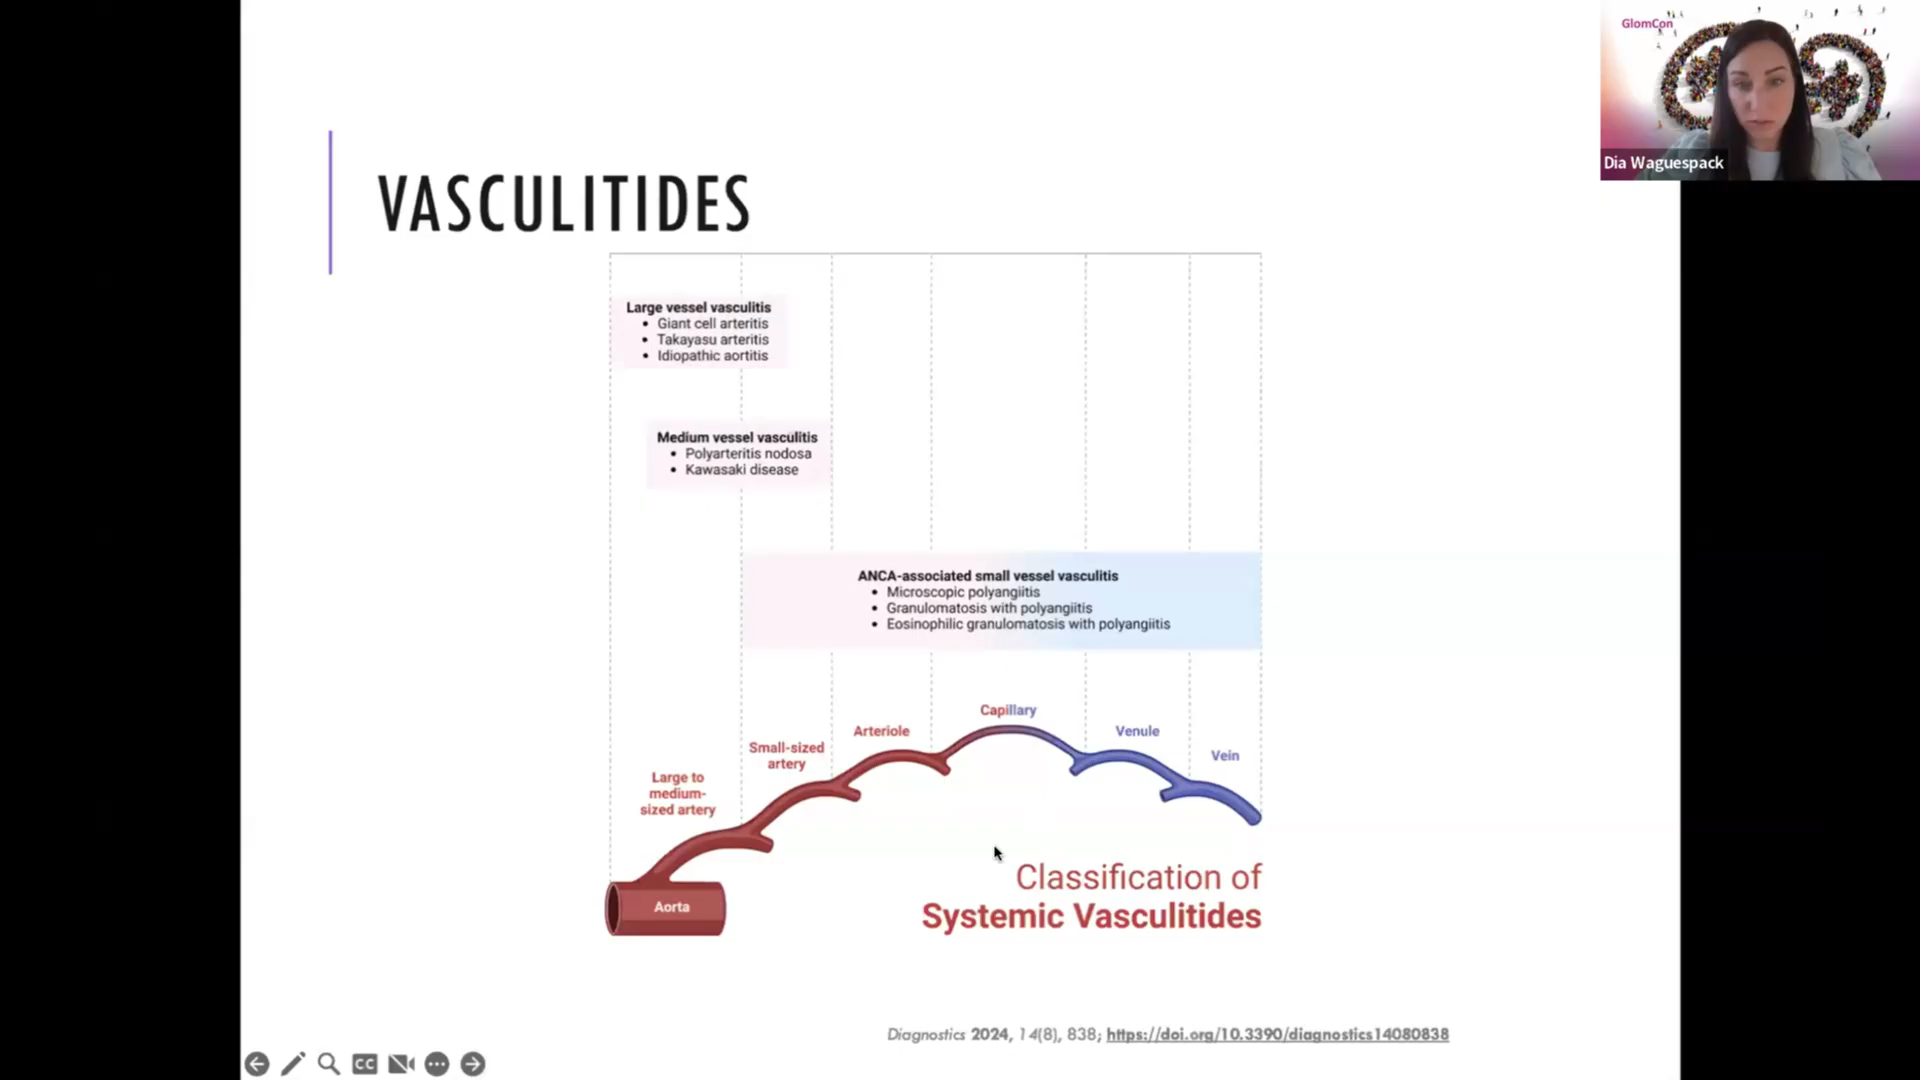 GlomCon
Dia Waguespack
VASCULITIDES
Large vessel vasculitis
• Giant cell arteritis
• Takayasu arteritis
• Idiopathic aortitis
Medium vessel vasculitis
• Polyarteritis nodosa
• Kawasaki disease
ANCA-associated small vessel vasculitis
• Microscopic polyangiitis
• Granulomatosis with polyangiitis
• Eosinophilic granulomatosis with polyangiitis
Capillary
Arteriole
Venule
Small-sized
artery
Vein
Large to
medium-
sized artery
Aorta
Classification of
Systemic Vasculitides
Diagnostics 2024, 14(8), 838; https://doi.org/10.3390/diagnostics14080838
CC